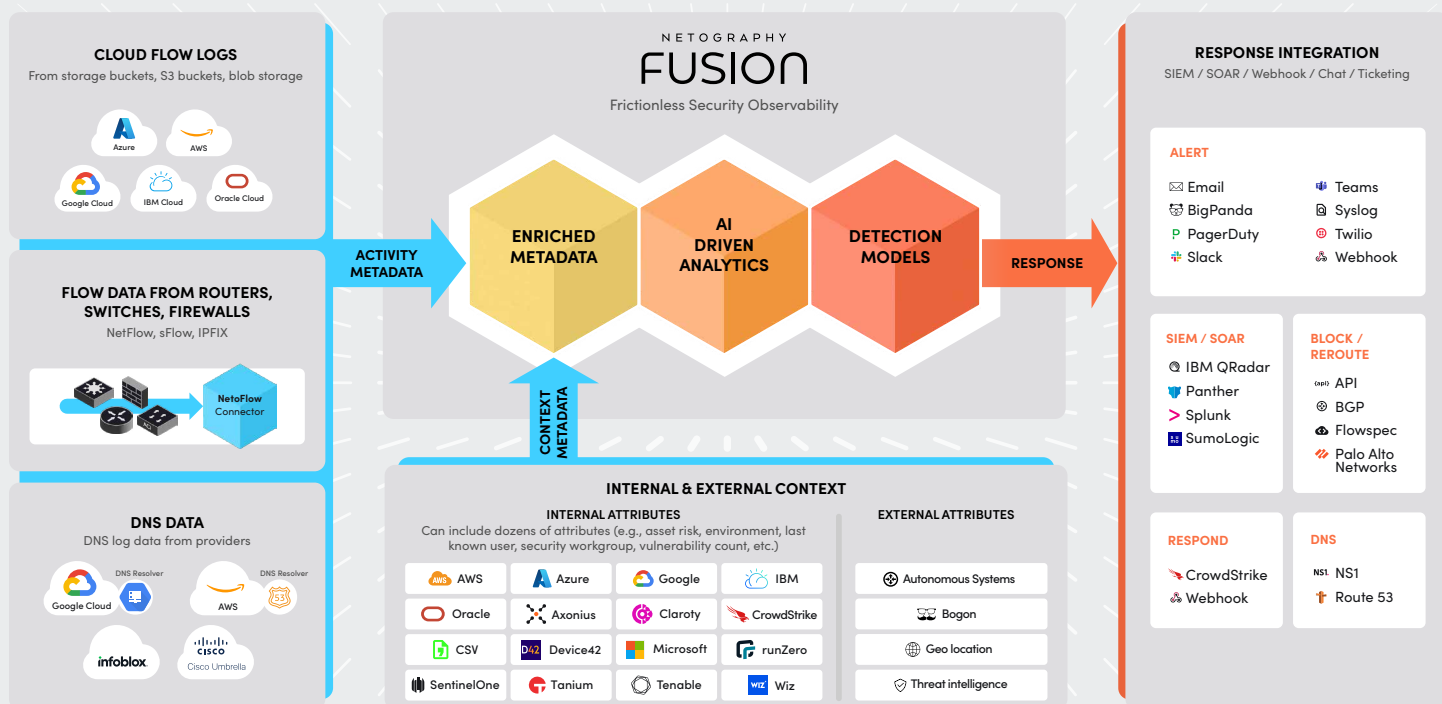 CLOUD FLOW LOGS
From storage buckets, S3 buckets, blob storage
Azure
AWS
Google Cloud
IBM Cloud
Oracle Cloud
FLOW DATA FROM ROUTERS,
SWITCHES, FIREWALLS
NetFlow, sFlow, IPFIX
NetoFlow
Connector
DNS DATA
DNS log data from providers
Google Cloud
DNS Resolver
AWS
DNS Resolver
53
infoblox
CISCO
Cisco Umbrella
ACTIVITY
METADATA
NETOGRAPHY
FUSION
Frictionless Security Observability
ENRICHED
METADATA
AI
DRIVEN
ANALYTICS
DETECTION
MODELS
RESPONSE
CONTEXT
METADATA
INTERNAL & EXTERNAL CONTEXT
INTERNAL ATTRIBUTES
Can include dozens of attributes (e.g., asset risk, environment, last
known user, security workgroup, vulnerability count, etc.)
aws AWS
Azure
Google
IBM
Oracle
Axonius
Claroty
CrowdStrike
CSV
D42 Device42
Microsoft
runZero
SentinelOne
Tanium
Tenable
WIZ Wiz
EXTERNAL ATTRIBUTES
Autonomous Systems
Bogon
Geo location
Threat intelligence
RESPONSE INTEGRATION
SIEM / SOAR / Webhook / Chat / Ticketing
ALERT
Email
BigPanda
P PagerDuty
Slack
Teams
Syslog
Twilio
Webhook
SIEM / SOAR
IBM QRadar
Panther
Splunk
SumoLogic
BLOCK /
REROUTE
{api} API
BGP
Flowspec
Palo Alto
Networks
RESPOND
CrowdStrike
Webhook
DNS
NS1. NS1
Route 53